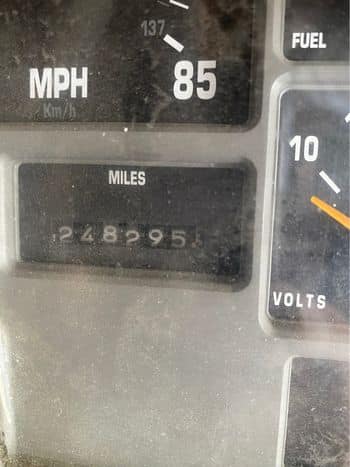 137
FUEL
MPH 85
Km/h
10
MILES
248295
VOLTS